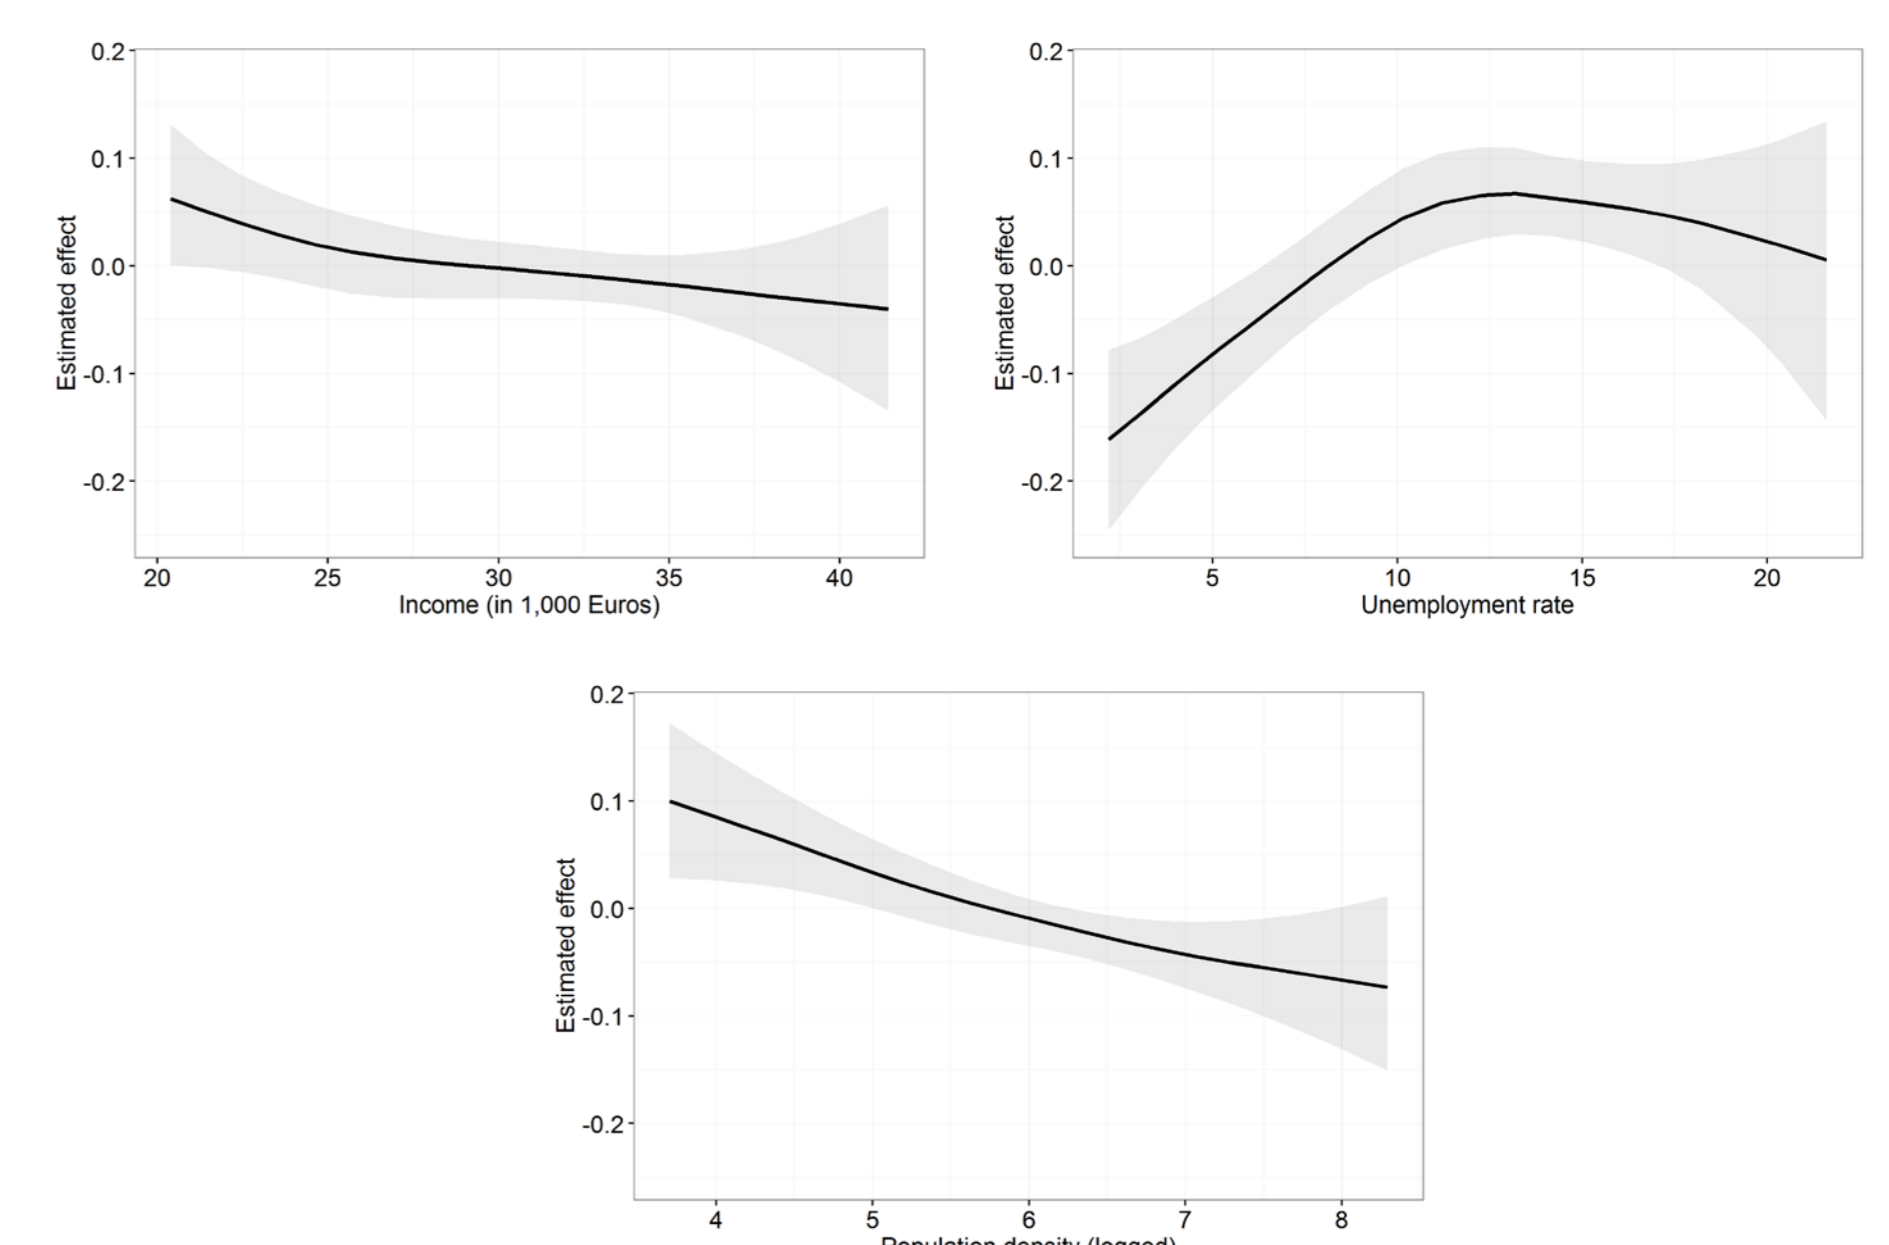 0.2
0.1
0.0
-0.1
-0.2
Estimated effect
20 25 30 35 40
Income (in 1,000 Euros)
0.2
0.1
0.0
-0.1
-0.2
Estimated effect
5 10 15 20
Unemployment rate
0.2
0.1
0.0
-0.1
-0.2
Estimated effect
4 5 6 7 8
Population density (logged)